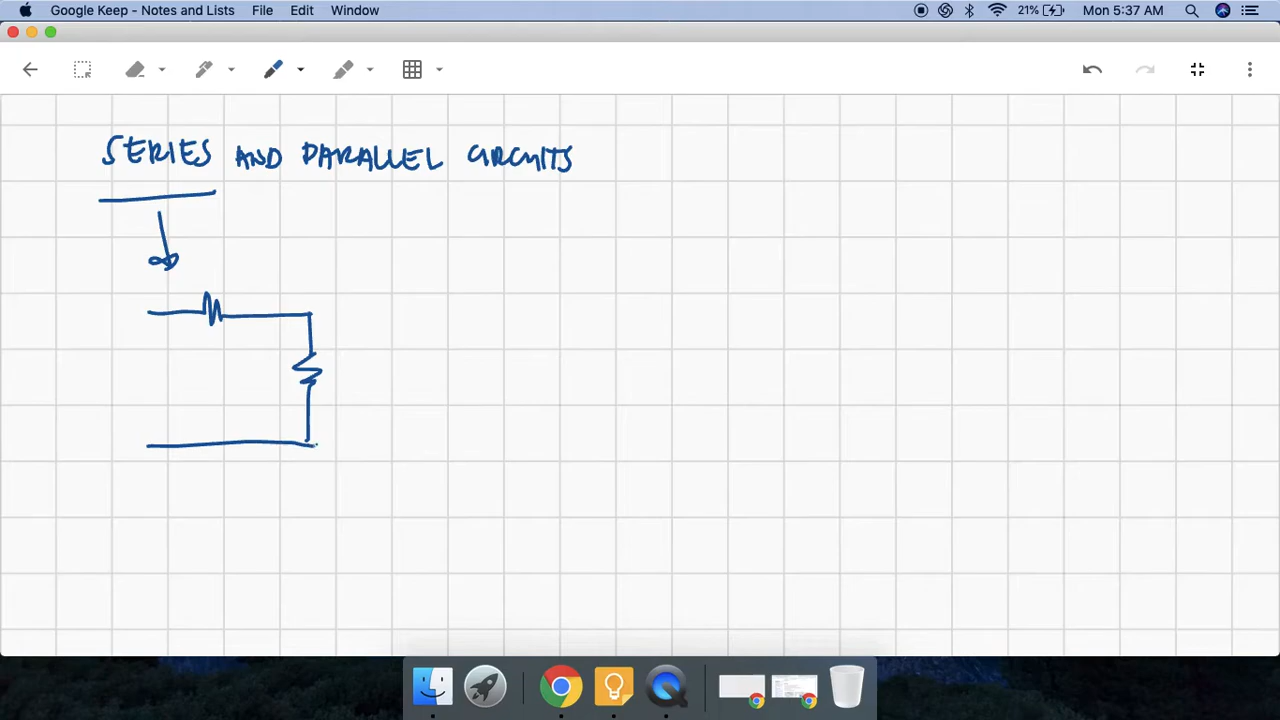 Google Keep - Notes and Lists File Edit Window 21% Mon 5:37 AM
SERIES AND PARALLEL CIRCUITS